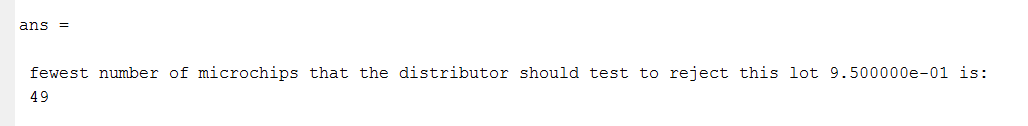 ans =
fewest number of microchips that the distributor should test to reject this lot 9.500000e-01 is:
49